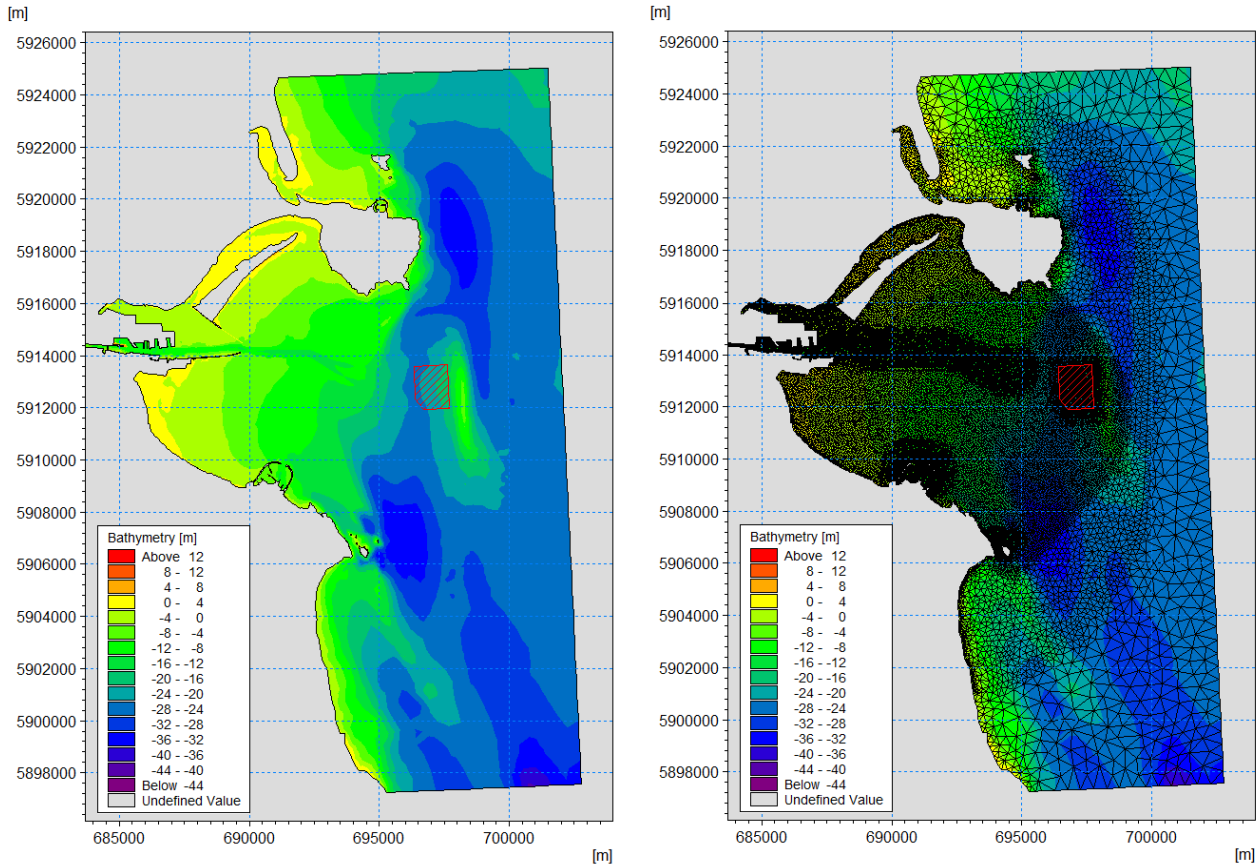 [m]
5926000
5924000
5922000
5920000
5918000
5916000
5914000
5912000
5910000
5908000
5906000
5904000
5902000
5900000
5898000
Bathymetry [m]
Above 12
8 - 12
4 - 8
0 - 4
-4 - 0
-8 - -4
-12 - -8
-16 - -12
-20 - -16
-24 - -20
-28 - -24
-32 - -28
-36 - -32
-40 - -36
-44 - -40
Below -44
Undefined Value
685000 690000 695000 700000
[m]
[m]
5926000
5924000
5922000
5920000
5918000
5916000
5914000
5912000
5910000
5908000
5906000
5904000
5902000
5900000
5898000
Bathymetry [m]
Above 12
8 - 12
4 - 8
0 - 4
-4 - 0
-8 - -4
-12 - -8
-16 - -12
-20 - -16
-24 - -20
-28 - -24
-32 - -28
-36 - -32
-40 - -36
-44 - -40
Below -44
Undefined Value
685000 690000 695000 700000
[m]